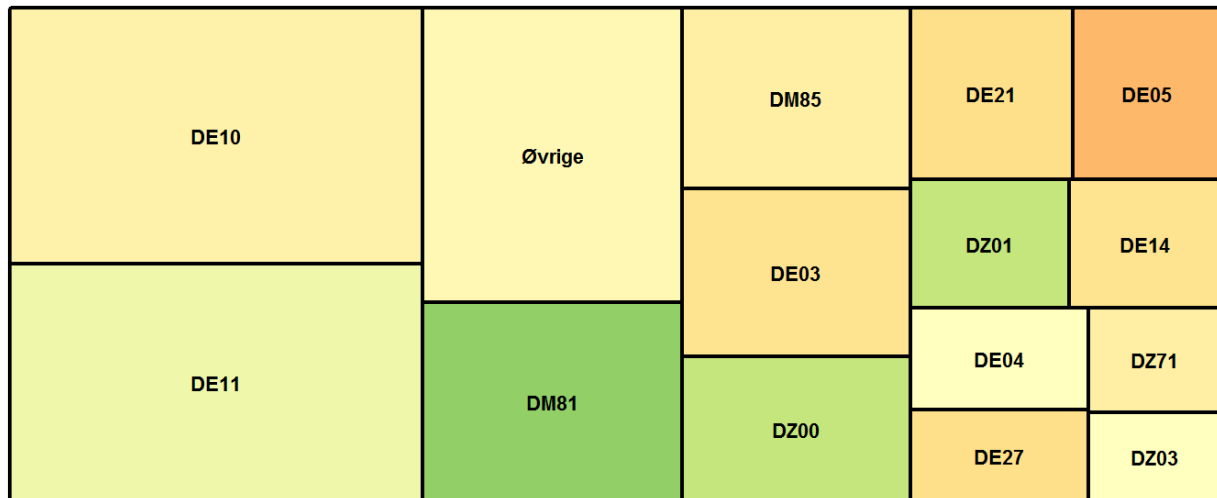 DE10
DE11
Øvrige
DM81
DM85
DE03
DZ00
DE21
DE05
DZ01
DE14
DE04
DZ71
DE27
DZ03